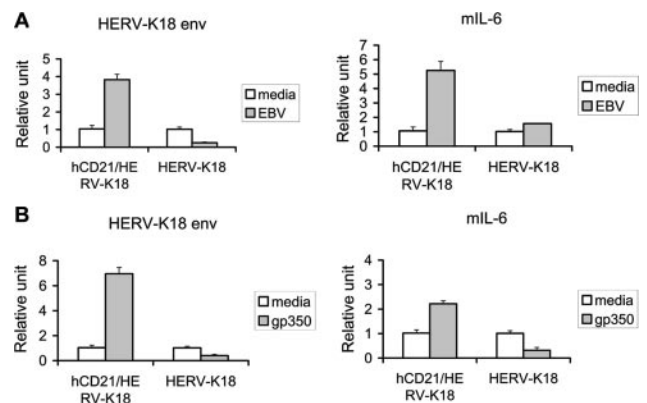 A
HERV-K18 env
Relative unit
5
4
3
2
1
0
hCD21/HE
RV-K18
HERV-K18
media
EBV
mIL-6
Relative unit
7
6
5
4
3
2
1
0
hCD21/HE
RV-K18
HERV-K18
media
EBV
B
HERV-K18 env
Relative unit
8
6
4
2
0
hCD21/HE
RV-K18
HERV-K18
media
gp350
mIL-6
Relative unit
4
3
2
1
0
hCD21/HE
RV-K18
HERV-K18
media
gp350